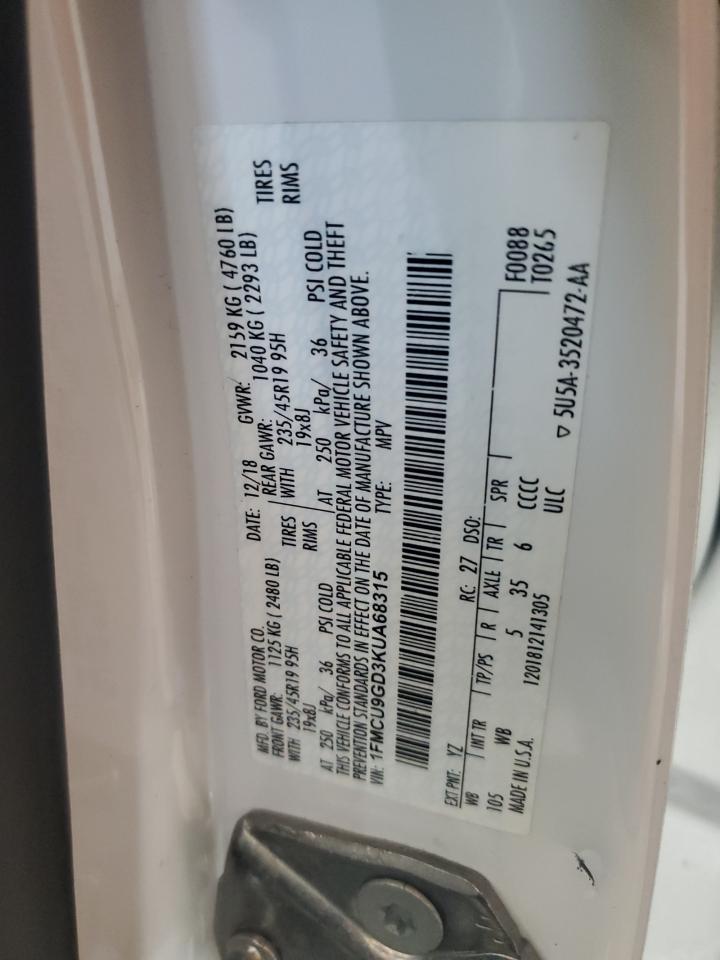 MFD. BY FORD MOTOR CO.
DATE: 12/18 GVWR: 2159 KG ( 4760 LB)
FRONT GAWR: REAR GAWR:
1125 KG ( 2480 LB) 1040 KG ( 2293 LB)
WITH 235/45R19 95H TIRES WITH 235/45R19 95H TIRES
19x8J RIMS 19x8J RIMS
AT 250 kPa/ 36 PSI COLD AT 250 kPa/ 36 PSI COLD
THIS VEHICLE CONFORMS TO ALL APPLICABLE FEDERAL MOTOR VEHICLE SAFETY AND THEFT
PREVENTION STANDARDS IN EFFECT ON THE DATE OF MANUFACTURE SHOWN ABOVE.
VIN: 1FMCU9GD3KUA68315 TYPE: MPV
EXT PNT: YZ RC: 27 DSO: F0088
WB INT TR TP/PS R AXLE TR SPR T0265
105 WB 5 35 6 CCCC
MADE IN U.S.A. 1201812141305 ULC
▽ 5U5A-3520472-AA